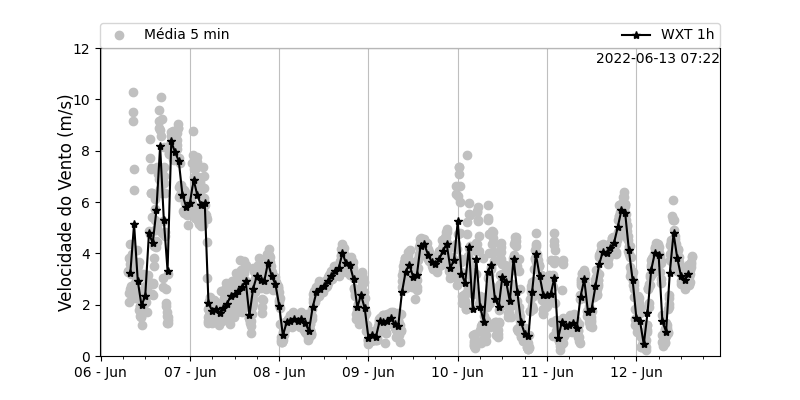 Média 5 min
WXT 1h
2022-06-13 07:22
Velocidade do Vento (m/s)
12
10
8
6
4
2
0
06 - Jun
07 - Jun
08 - Jun
09 - Jun
10 - Jun
11 - Jun
12 - Jun